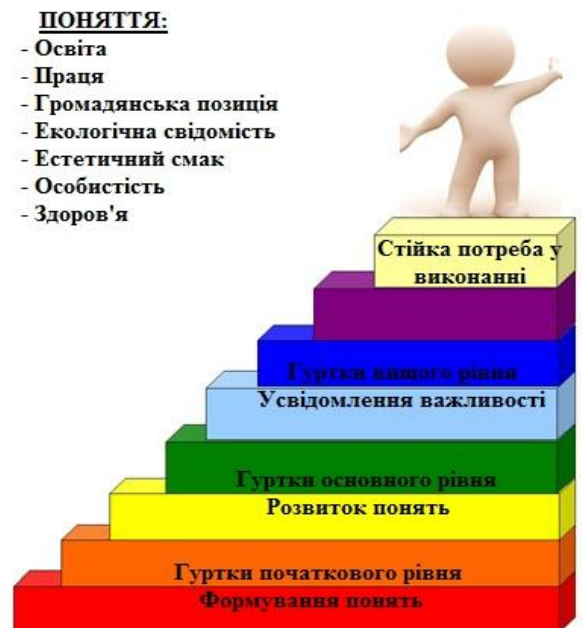 ПОНЯТТЯ:
- Освіта
- Праця
- Громадянська позиція
- Екологічна свідомість
- Естетичний смак
- Особистість
- Здоров'я
Стійка потреба у
виконанні
Гуртки вищого рівня
Усвідомлення важливості
Гуртки основного рівня
Розвиток понять
Гуртки початкового рівня
Формування понять